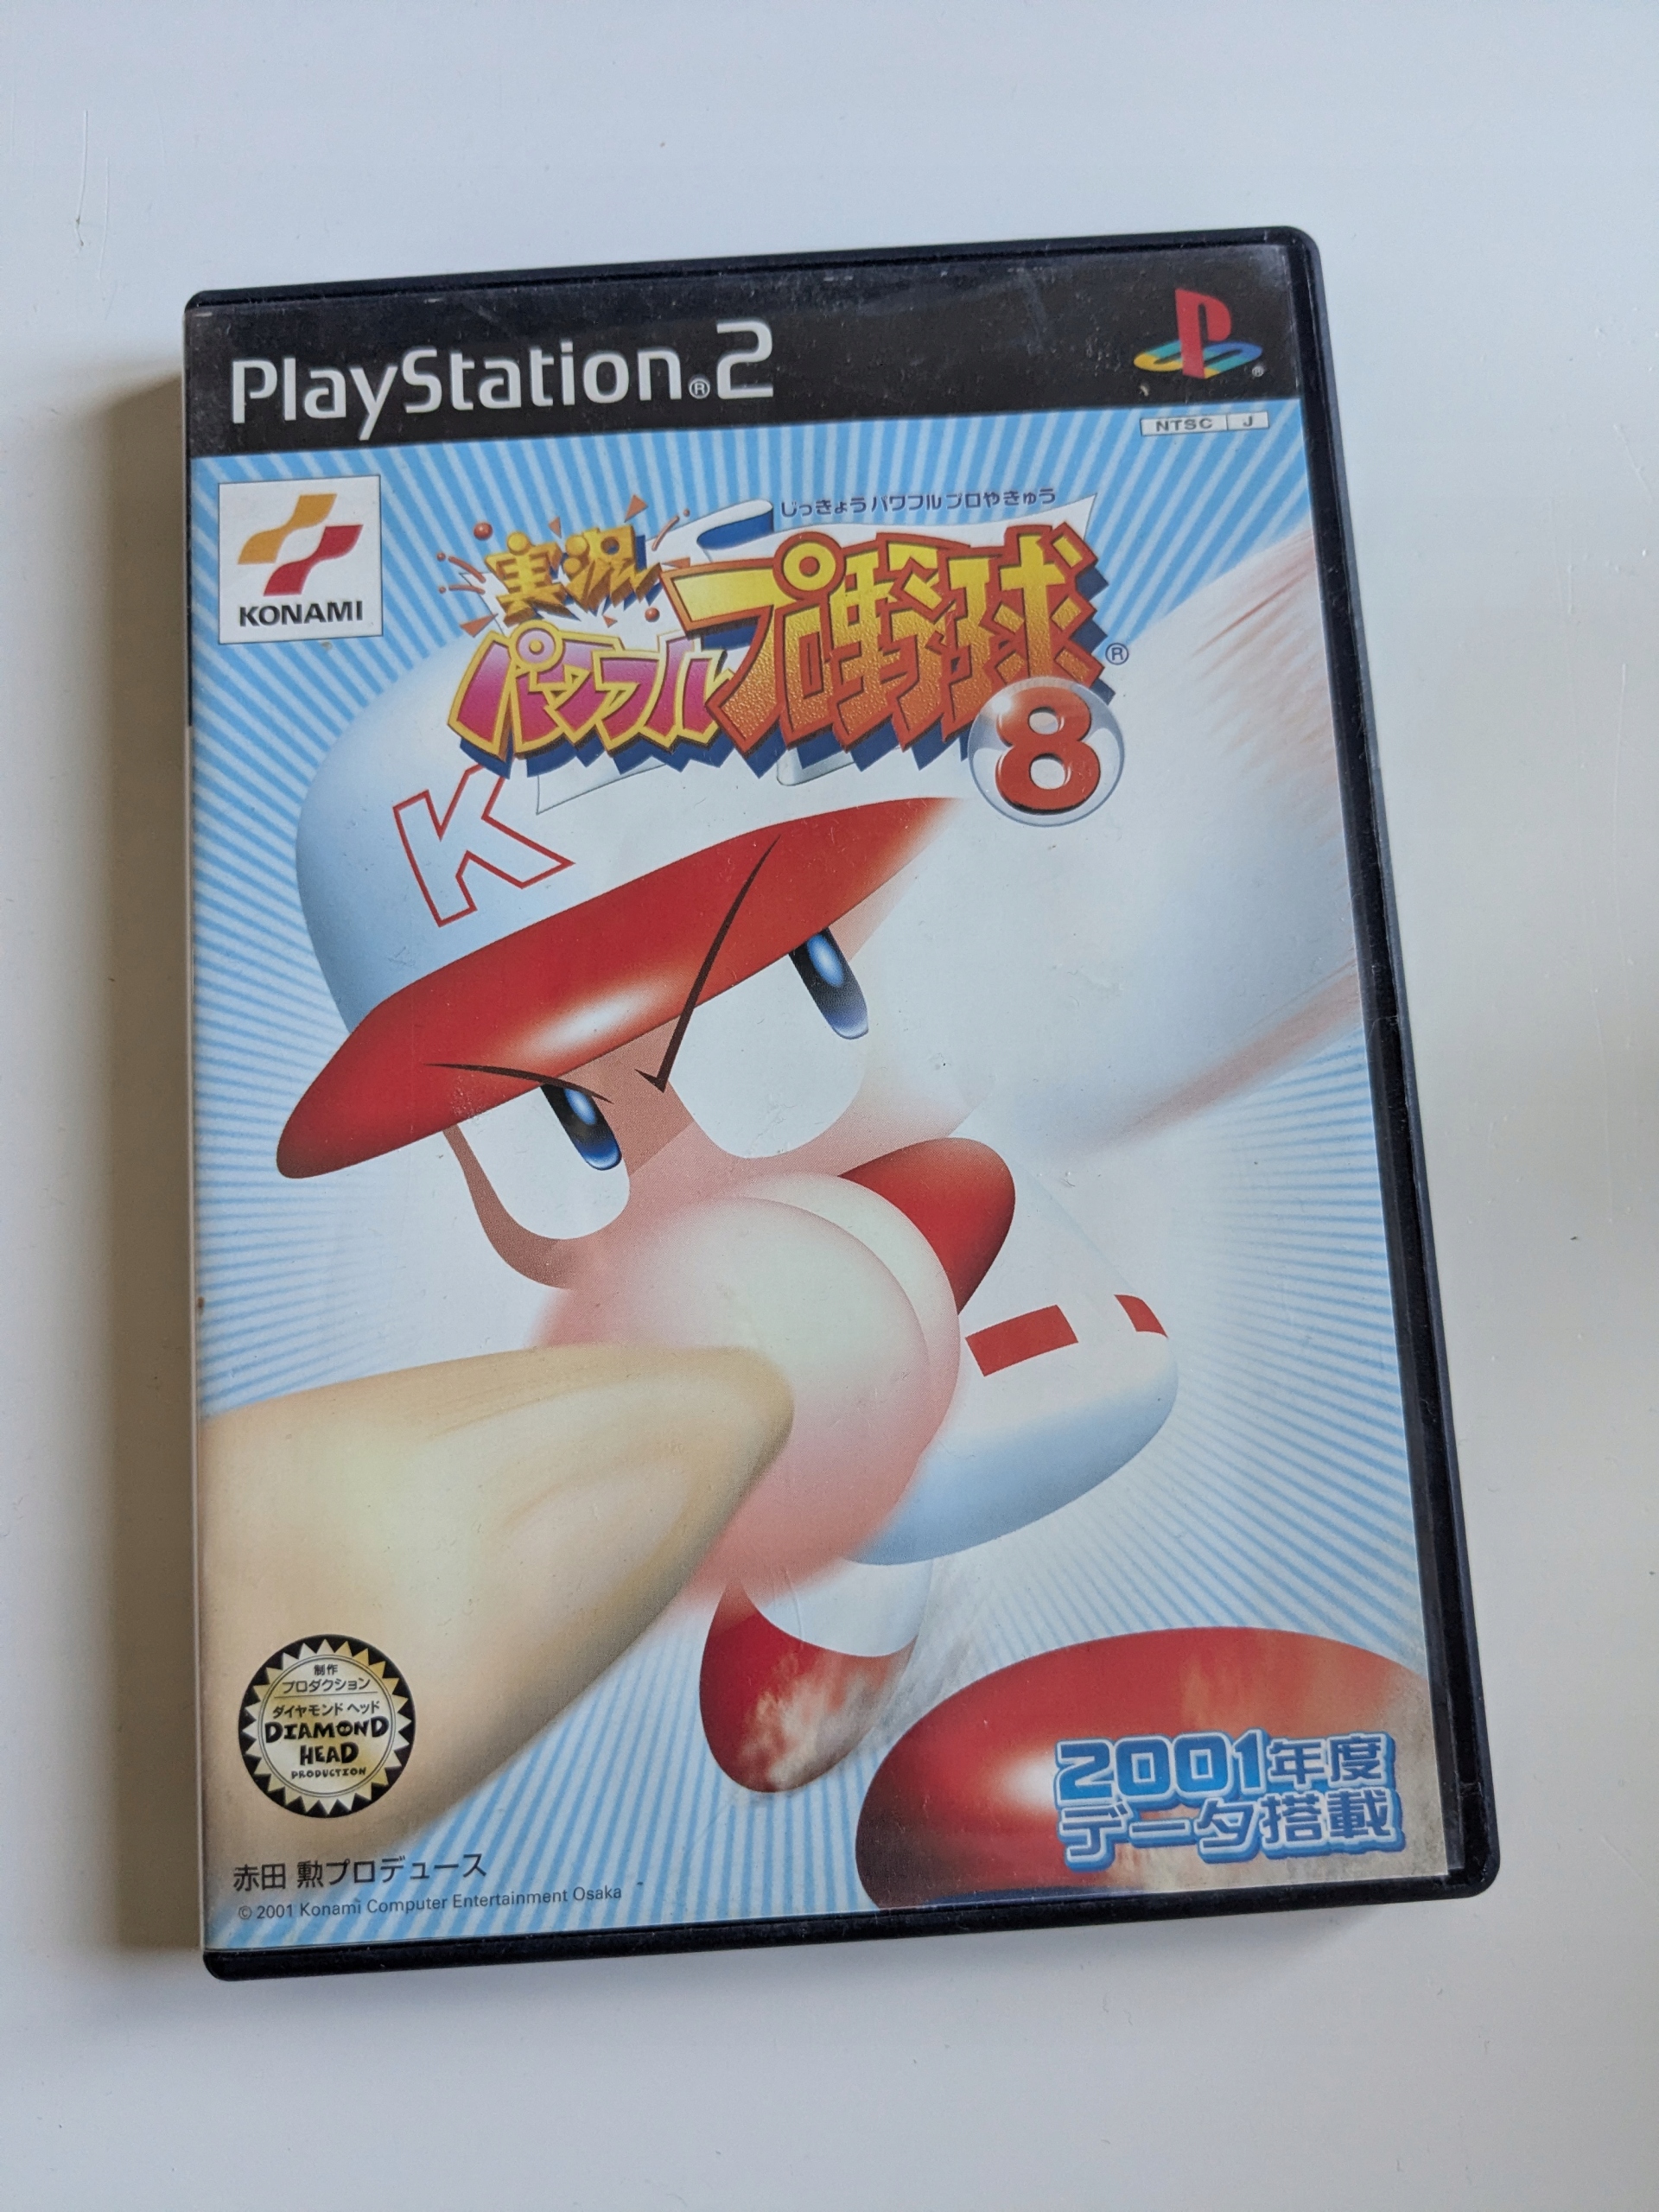 PlayStation®2
®
NTSC J
KONAMI
じっきょうパワフルプロやきゅう
実況
パワフルプロ野球®
8
K
制作
プロダクション
ダイヤモンドヘッド
DIAMOND
HEAD
PRODUCTION
2001年度
データ搭載
赤田 勲プロデュース
© 2001 Konami Computer Entertainment Osaka